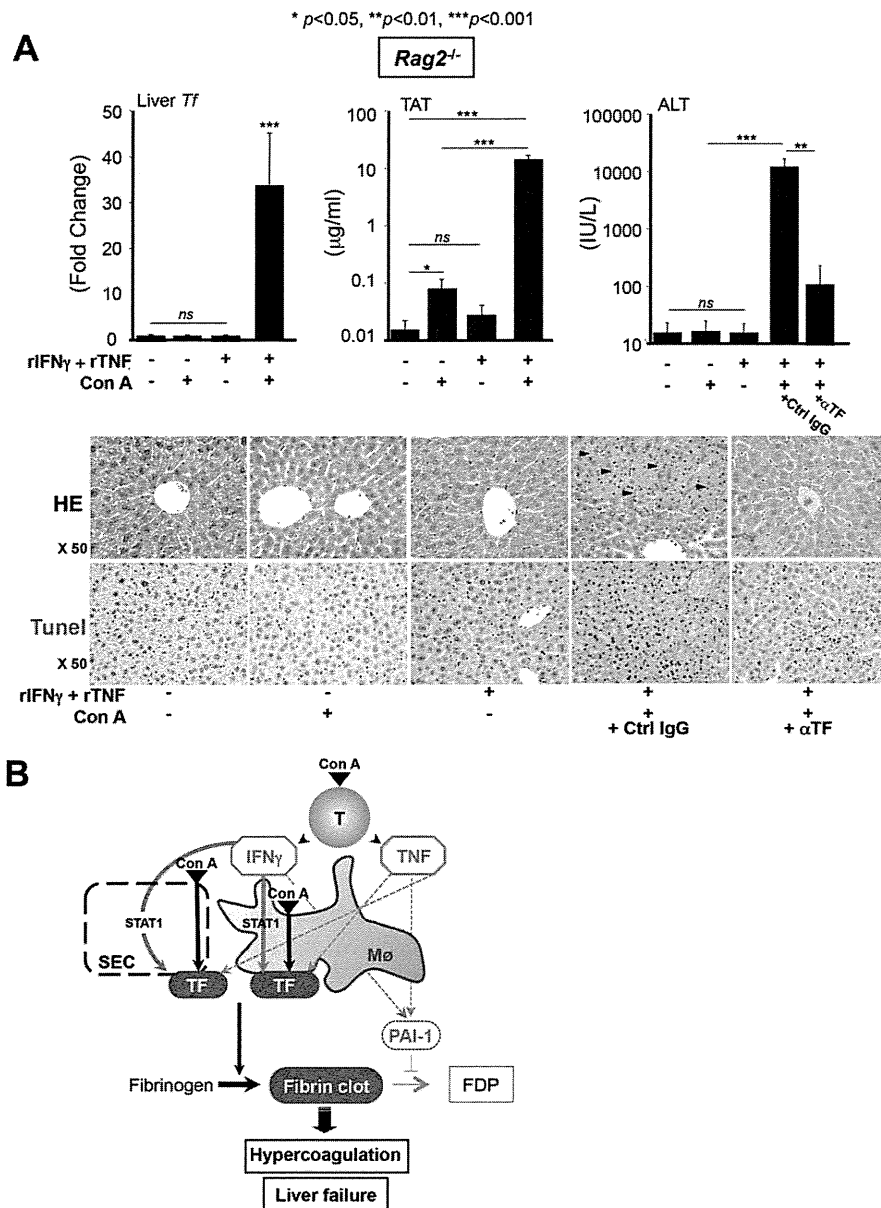 * p<0.05, **p<0.01, ***p<0.001
A
Rag2-/-
Liver Tf
50
40
30
20
10
0
(Fold Change)
***
ns
TAT
100
10
1
0.1
0.01
(μg/ml)
***
***
ns
*
ALT
100000
10000
1000
100
10
(IU/L)
***
**
ns
rIFNγ + rTNF - - + + - - + + - - + + +
Con A - + - + - + - + - + - + +
+Ctrl IgG
+αTF
HE
X 50
Tunel
X 50
rIFNγ + rTNF - - + + +
Con A - + - + +
+ Ctrl IgG + αTF
B
Con A
T
IFNγ
TNF
Con A
Con A
STAT1
STAT1
SEC
Mø
TF
TF
PAI-1
Fibrinogen
Fibrin clot
FDP
Hypercoagulation
Liver failure